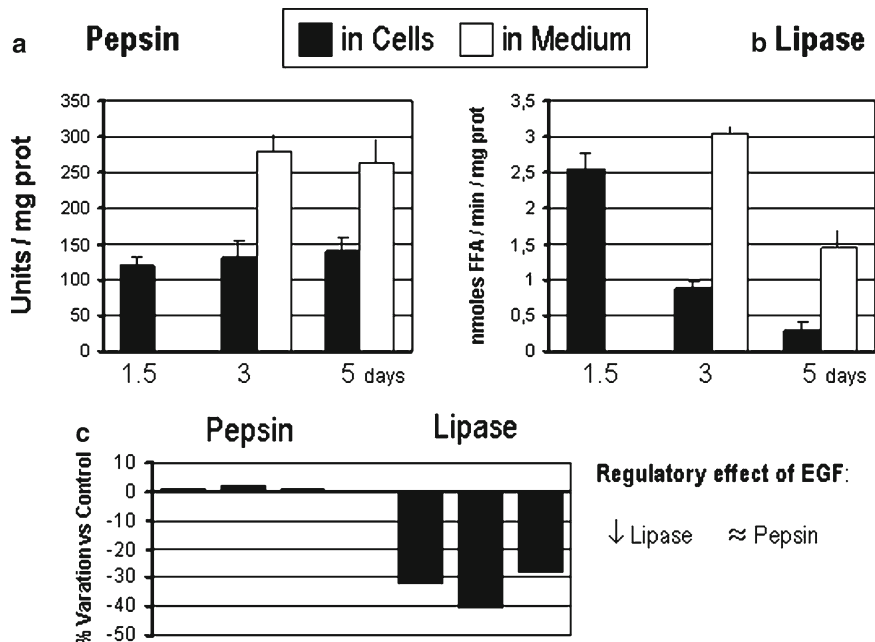 a Pepsin
in Cells in Medium
b Lipase
Units / mg prot
350
300
250
200
150
100
50
0
1.5 3 5 days
nmoles FFA / min / mg prot
3,5
3
2,5
2
1,5
1
0,5
0
1.5 3 5 days
c Pepsin Lipase
% Varation vs Control
10
0
-10
-20
-30
-40
-50
Regulatory effect of EGF:
↓ Lipase ≈ Pepsin